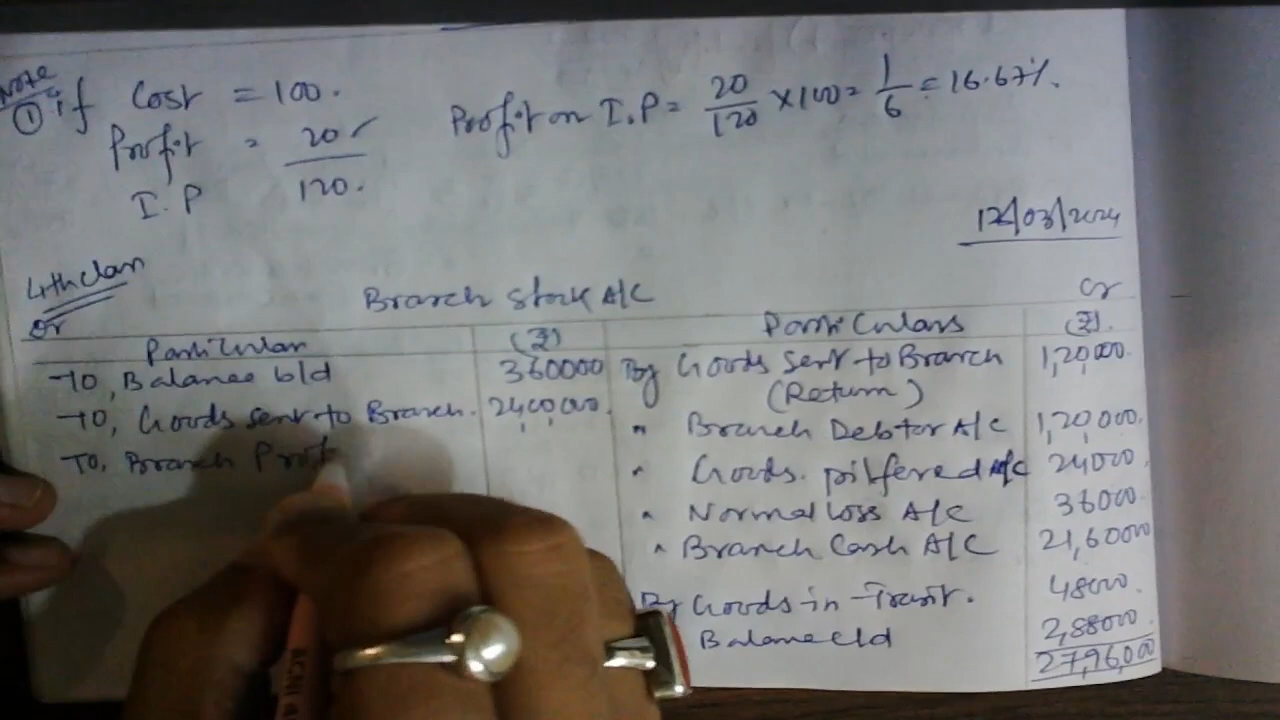 Note
① if Cost = 100.
Profit = 20
I.P 120.
Profit on I.P = 20/120 × 100 = 1/6 = 16.67%.
12/03/2024
4th class
Branch Stock A/C
Dr Cr
Particular (₹) Particulars (₹).
To, Balance b/d 360000 By Goods Sent to Branch 1,20,000.
(Return)
To, Goods sent to Branch. 2400000.
" Branch Debtor A/c 1,20,000.
To, Branch Prof
" Goods. pilfered A/c 24000
" Normal Loss A/c 36000
" Branch Cash A/C 21,60000
By Goods in Transit. 48000.
Balance c/d 2,88000.
27,96,000